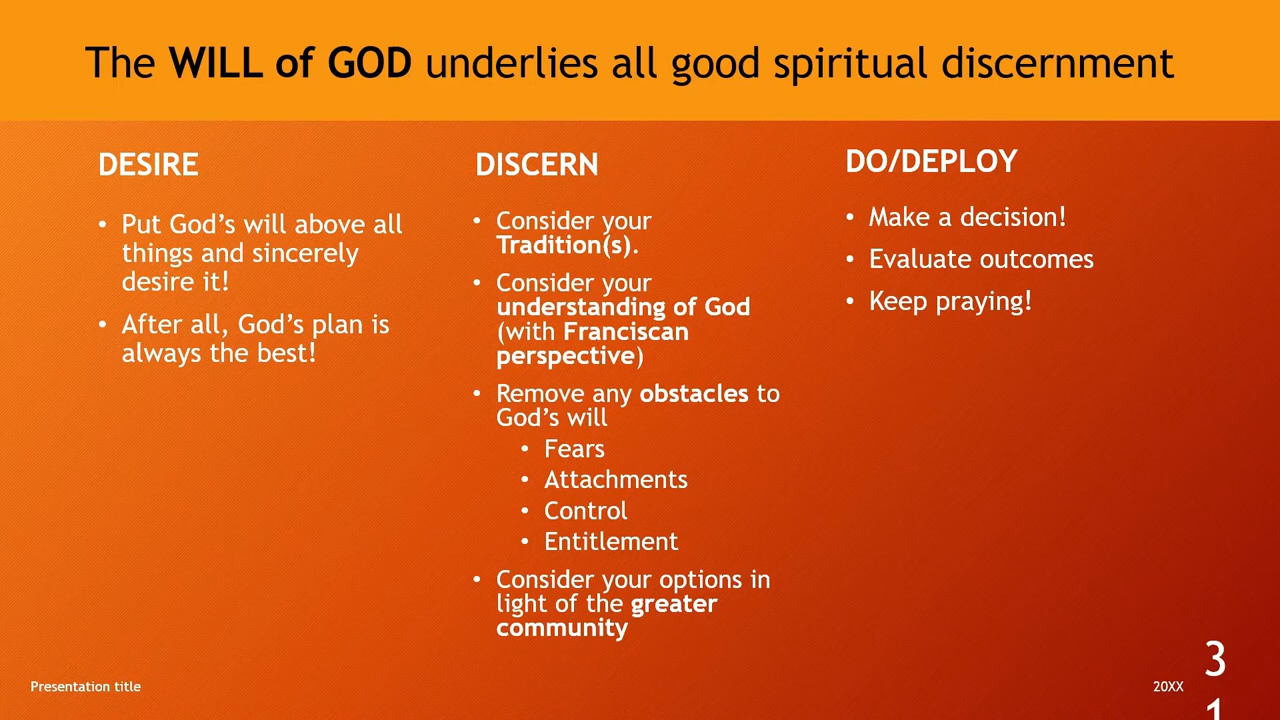 The WILL of GOD underlies all good spiritual discernment
DESIRE
• Put God’s will above all
things and sincerely
desire it!
• After all, God’s plan is
always the best!
DISCERN
• Consider your
Tradition(s).
• Consider your
understanding of God
(with Franciscan
perspective)
• Remove any obstacles to
God’s will
• Fears
• Attachments
• Control
• Entitlement
• Consider your options in
light of the greater
community
DO/DEPLOY
• Make a decision!
• Evaluate outcomes
• Keep praying!
Presentation title
20XX
3
1